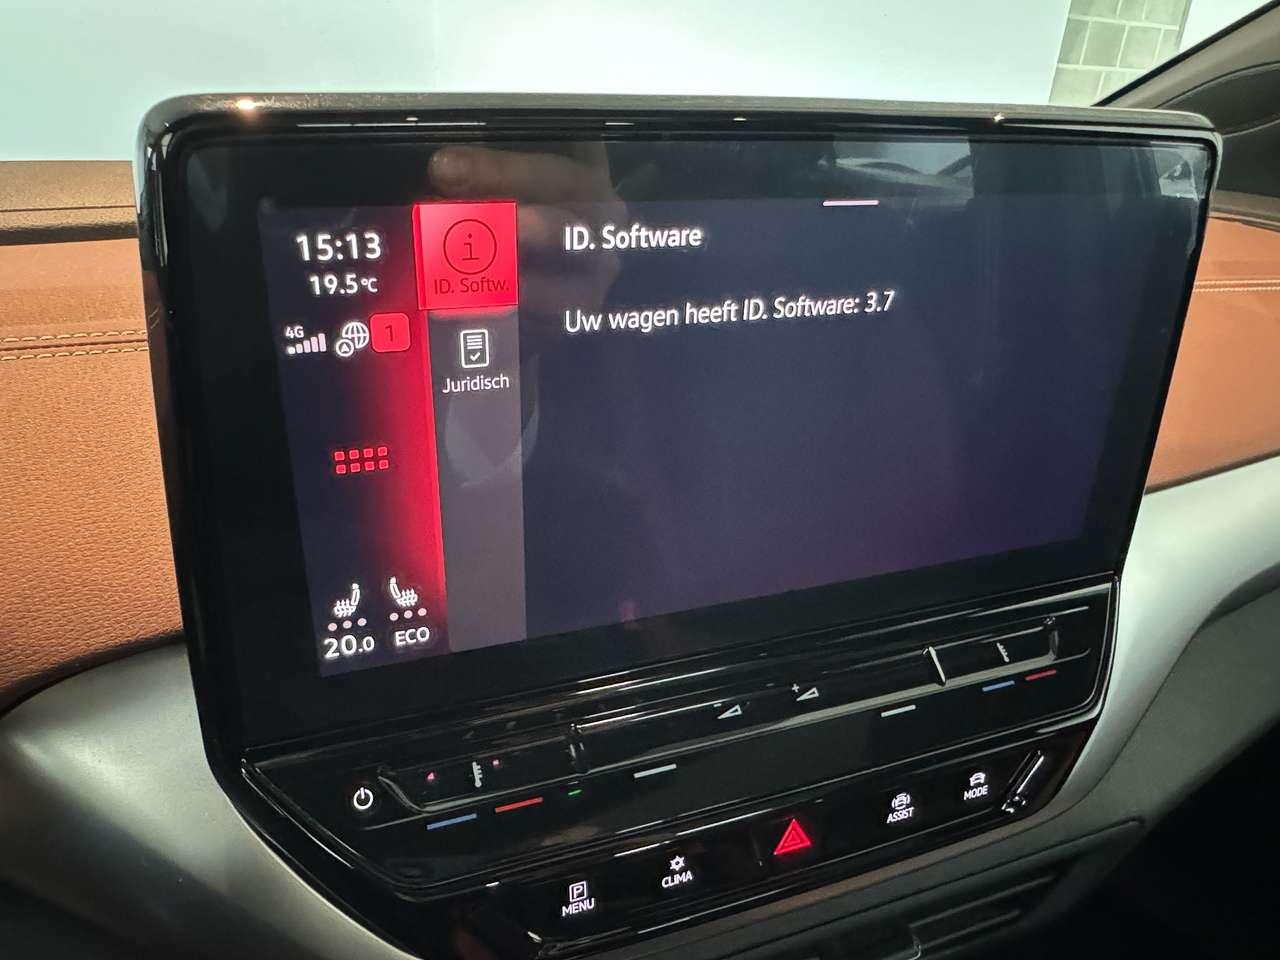 15:13
19.5°C
4G
1
ID. Softw.
Juridisch
ID. Software
Uw wagen heeft ID. Software: 3.7
20.0
ECO
P
MENU
CLIMA
ASSIST
MODE